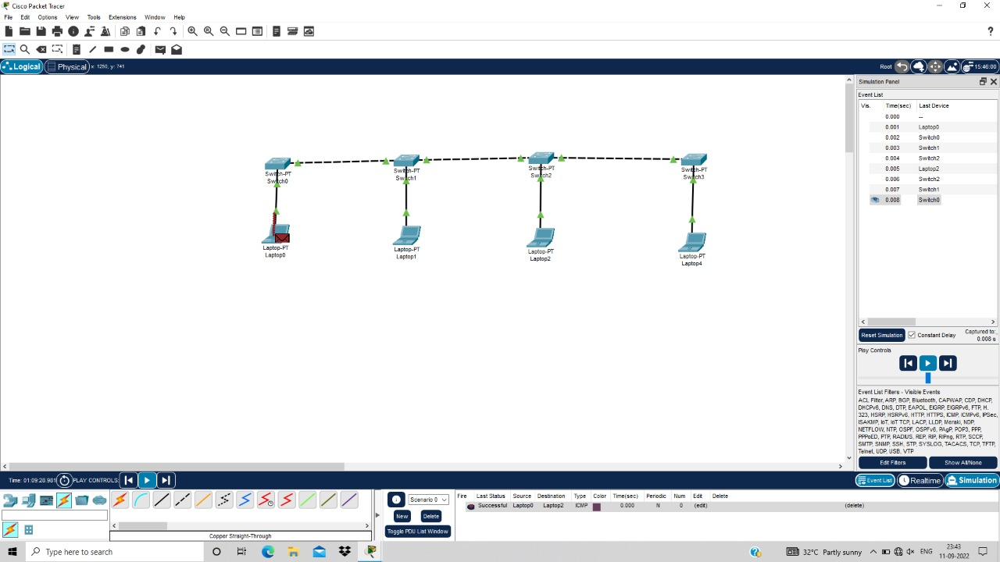 Cisco Packet Tracer
File Edit Options View Tools Extensions Window Help
?
Logical Physical x: 1250, y: 741 Root 15:46:00
Simulation Panel
Event List
Vis. Time(sec) Last Device
0.000 --
0.001 Laptop0
0.002 Switch0
0.003 Switch1
0.004 Switch2
0.005 Laptop2
0.006 Switch2
0.007 Switch1
0.008 Switch0
Switch-PT
Switch0
Switch-PT
Switch1
Switch-PT
Switch2
Switch-PT
Switch3
Laptop-PT
Laptop0
Laptop-PT
Laptop1
Laptop-PT
Laptop2
Laptop-PT
Laptop4
Reset Simulation Constant Delay Captured to:
0.008 s
Play Controls
Event List Filters - Visible Events
ACL Filter, ARP, BGP, Bluetooth, CAPWAP, CDP, DHCP,
DHCPv6, DNS, DTP, EAPOL, EIGRP, EIGRPv6, FTP, H.
323, HSRP, HSRPv6, HTTP, HTTPS, ICMP, ICMPv6, IPSec,
ISAKMP, IoT, IoT TCP, LACP, LLDP, Meraki, NDP,
NETFLOW, NTP, OSPF, OSPFv6, PAgP, POP3, PPP,
PPPoED, PTP, RADIUS, REP, RIP, RIPng, RTP, SCCP,
SMTP, SNMP, SSH, STP, SYSLOG, TACACS, TCP, TFTP,
Telnet, UDP, USB, VTP
Edit Filters Show All/None
Time: 01:09:28.981 PLAY CONTROLS: Event List Realtime Simulation
Scenario 0
New Delete
Toggle PDU List Window
Fire Last Status Source Destination Type Color Time(sec) Periodic Num Edit Delete
Successful Laptop0 Laptop2 ICMP 0.000 N 0 (edit) (delete)
Copper Straight-Through
Type here to search
32°C Partly sunny ENG 23:43
11-09-2022